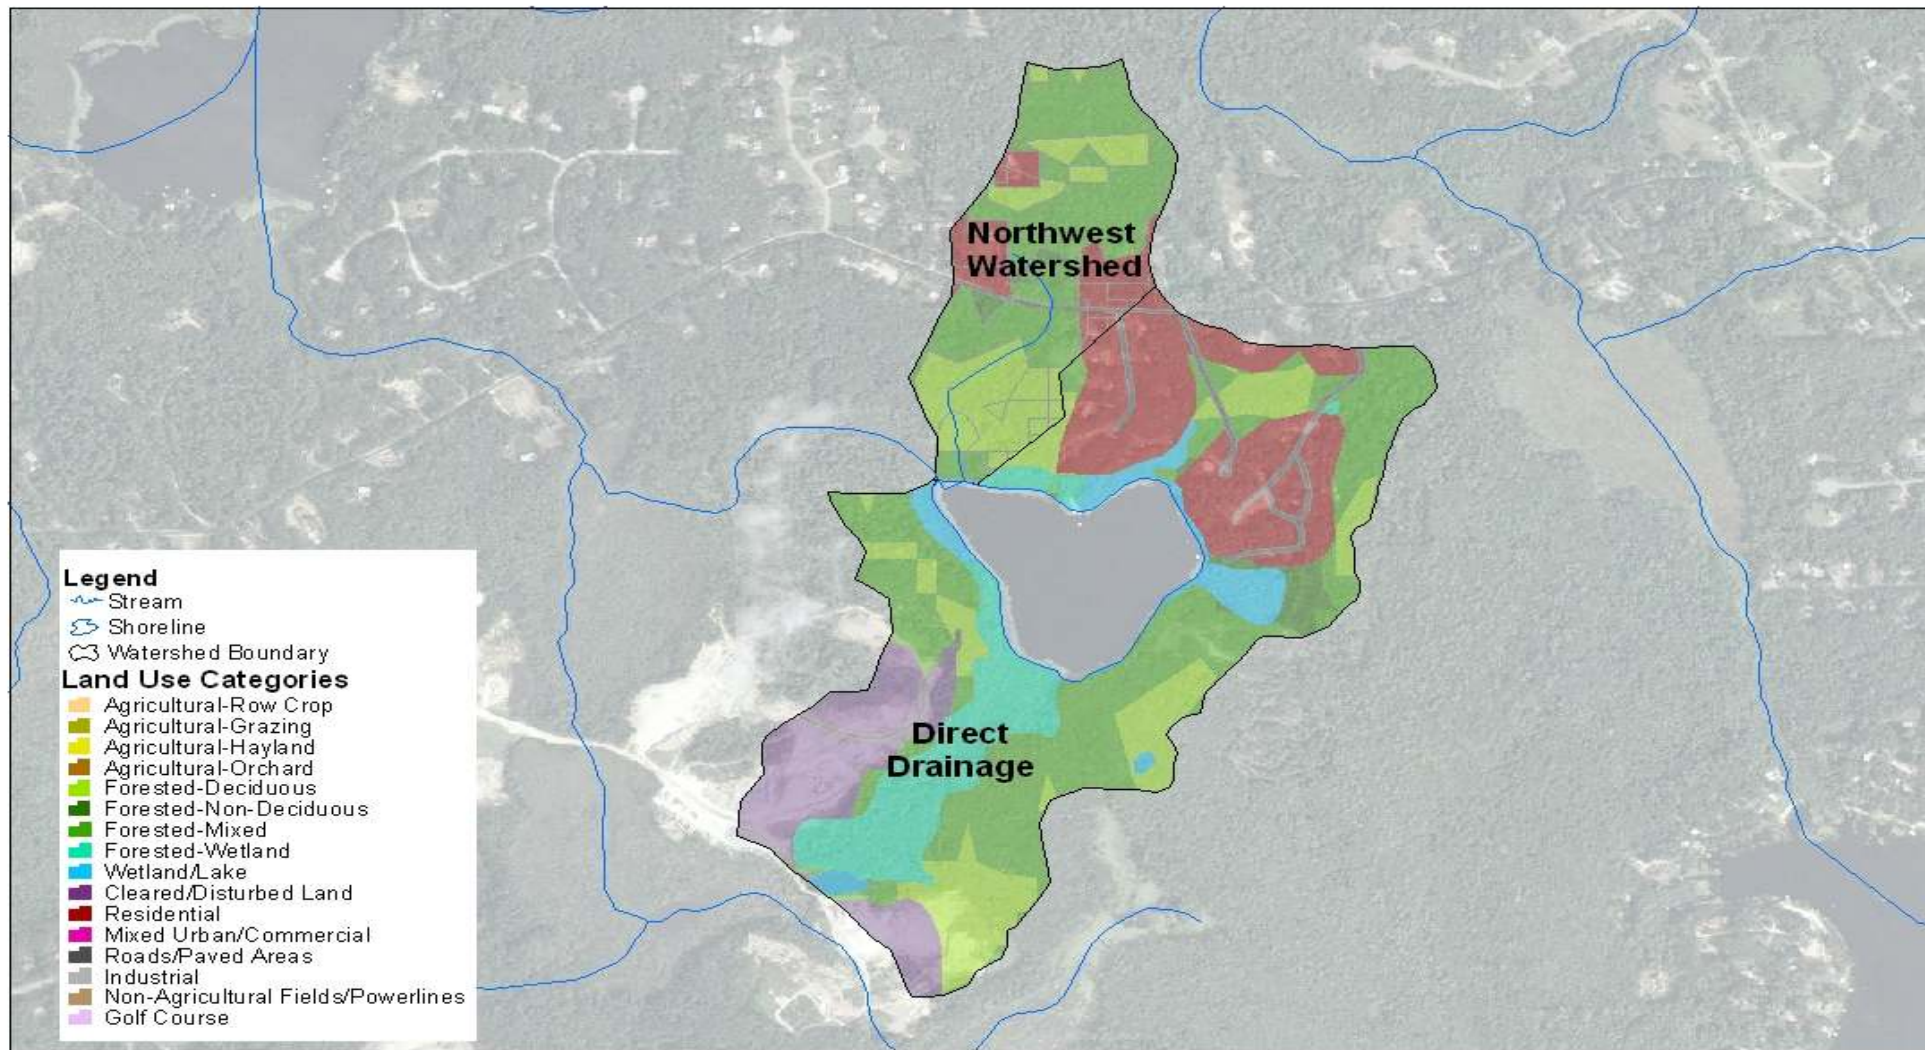 Northwest
Watershed
Direct
Drainage
Legend
Stream
Shoreline
Watershed Boundary
Land Use Categories
Agricultural-Row Crop
Agricultural-Grazing
Agricultural-Hayland
Agricultural-Orchard
Forested-Deciduous
Forested-Non-Deciduous
Forested-Mixed
Forested-Wetland
Wetland/Lake
Cleared/Disturbed Land
Residential
Mixed Urban/Commercial
Roads/Paved Areas
Industrial
Non-Agricultural Fields/Powerlines
Golf Course